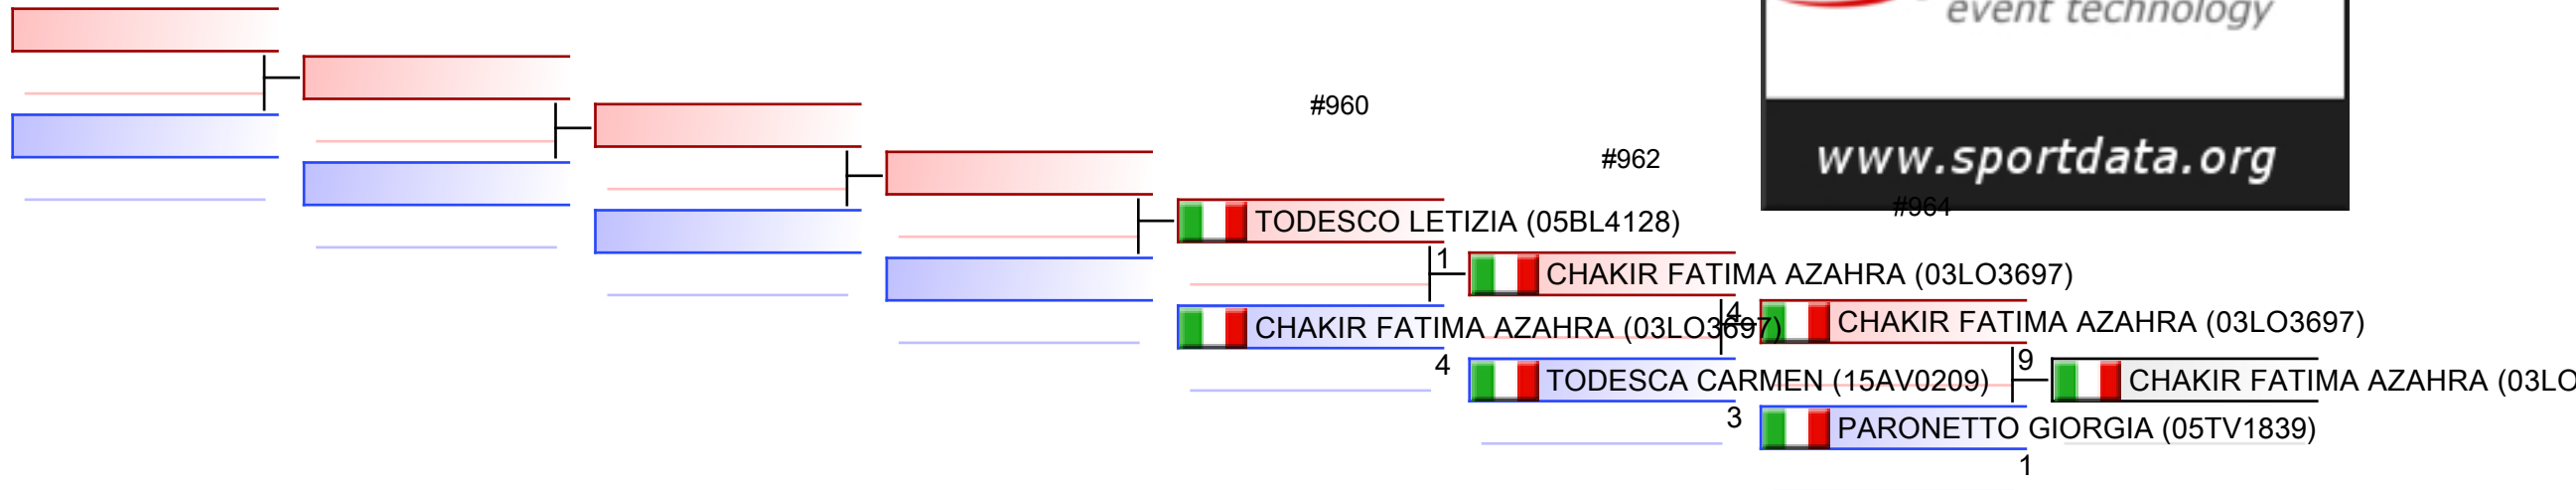 event technology
#960
#962
www.sportdata.org
#964
TODESCO LETIZIA (05BL4128)
1
CHAKIR FATIMA AZAHRA (03LO3697)
CHAKIR FATIMA AZAHRA (03LO3697)
4
4
CHAKIR FATIMA AZAHRA (03LO3697)
TODESCA CARMEN (15AV0209)
3
9
CHAKIR FATIMA AZAHRA (03LO
PARONETTO GIORGIA (05TV1839)
1